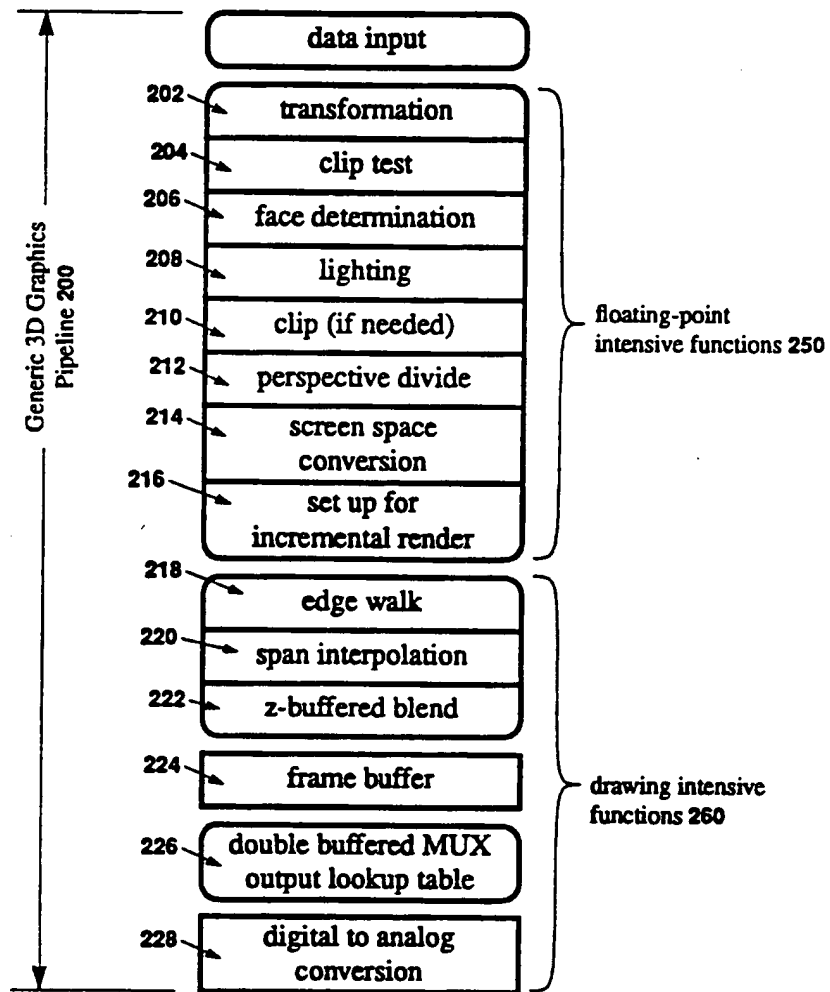 data input
202
transformation
204
clip test
206
face determination
208
lighting
210
clip (if needed)
212
perspective divide
214
screen space
conversion
216
set up for
incremental render
218
edge walk
220
span interpolation
222
z-buffered blend
224
frame buffer
226
double buffered MUX
output lookup table
228
digital to analog
conversion
Generic 3D Graphics
Pipeline 200
floating-point
intensive functions 250
drawing intensive
functions 260